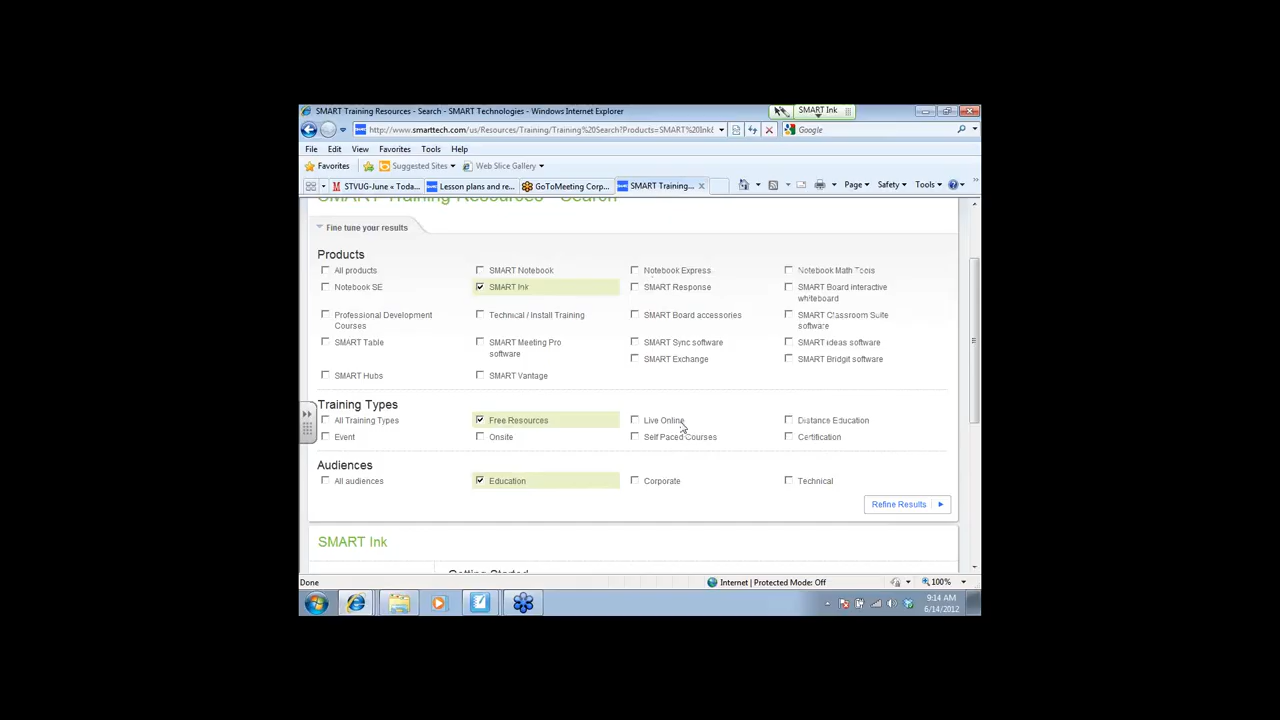 SMART Training Resources - Search - SMART Technologies - Windows Internet Explorer
SMART Ink
http://www.smarttech.com/us/Resources/Training/Training%20Search?Products=SMART%20Ink&
Google
File Edit View Favorites Tools Help
Favorites Suggested Sites Web Slice Gallery
STVUG-June « Toda... Lesson plans and re... GoToMeeting Corp... SMART Training... Page Safety Tools
SMART Training Resources - Search
Fine tune your results
Products
All products SMART Notebook Notebook Express Notebook Math Tools
Notebook SE SMART Ink SMART Response SMART Board interactive
whiteboard
Professional Development Technical / Install Training SMART Board accessories SMART Classroom Suite
Courses software
SMART Table SMART Meeting Pro SMART Sync software SMART Ideas software
software SMART Exchange SMART Bridgit software
SMART Hubs SMART Vantage
Training Types
All Training Types Free Resources Live Online Distance Education
Event Onsite Self Paced Courses Certification
Audiences
All audiences Education Corporate Technical
Refine Results
SMART Ink
Getting Started
Done Internet | Protected Mode: Off 100%
9:14 AM
6/14/2012